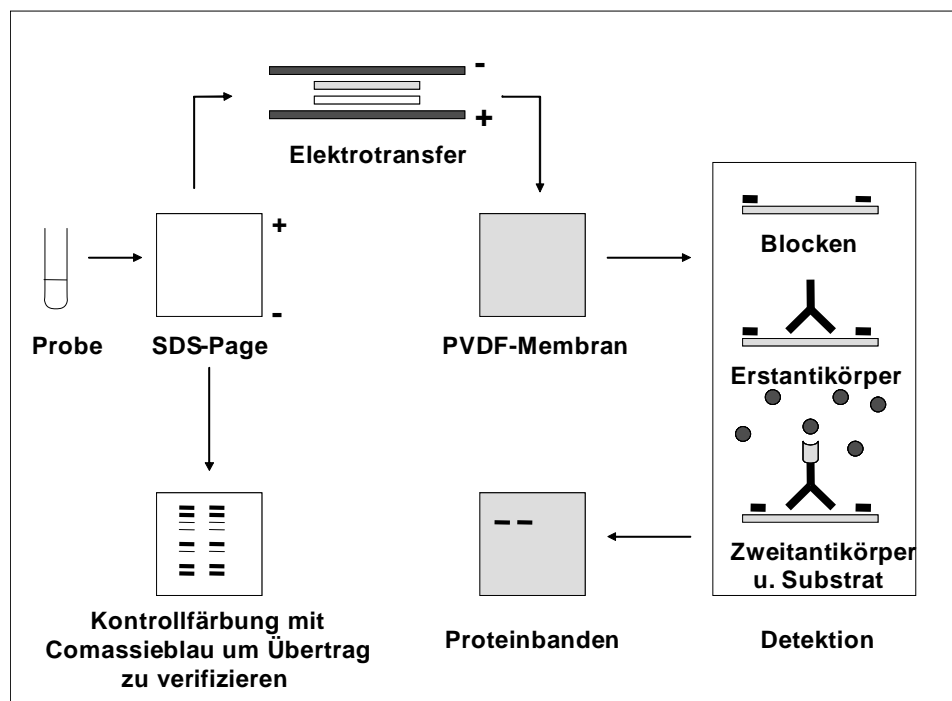 -
+
Elektrotransfer
+
-
Probe
SDS-Page
PVDF-Membran
Blocken
Erstantikörper
Zweitantikörper
u. Substrat
Kontrollfärbung mit
Comassieblau um Übertrag
zu verifizieren
Proteinbanden
Detektion